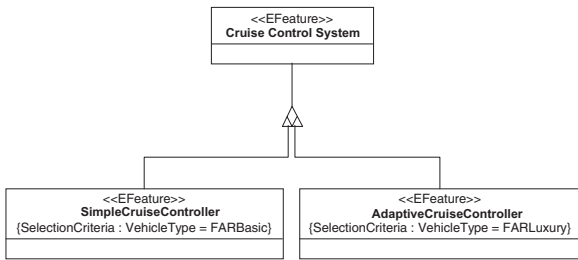 <<EFeature>>
Cruise Control System
<<EFeature>>
SimpleCruiseController
{SelectionCriteria : VehicleType = FARBasic}
<<EFeature>>
AdaptiveCruiseController
{SelectionCriteria : VehicleType = FARLuxury}